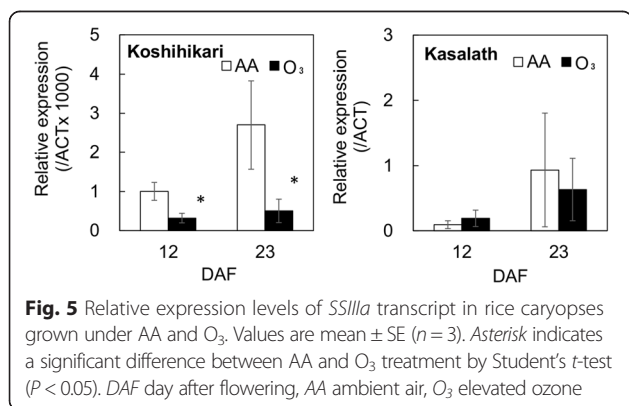 Koshihikari
AA O₃
Relative expression
(/ACTx 1000)
5
4
3
2
1
0
*
*
12 23
DAF
Kasalath
AA O₃
Relative expression
(/ACT)
3
2
1
0
12 23
DAF
Fig. 5 Relative expression levels of SSIIIa transcript in rice caryopses
grown under AA and O₃. Values are mean ± SE (n = 3). Asterisk indicates
a significant difference between AA and O₃ treatment by Student's t-test
(P < 0.05). DAF day after flowering, AA ambient air, O₃ elevated ozone